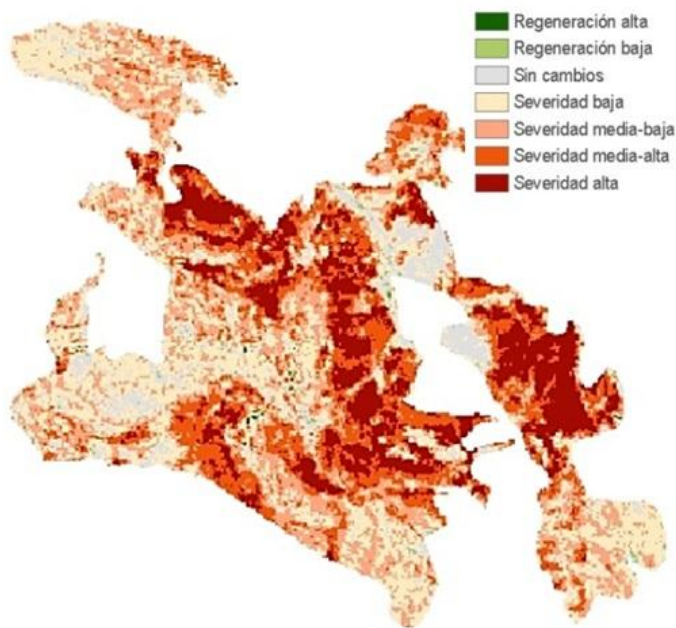 Regeneración alta
Regeneración baja
Sin cambios
Severidad baja
Severidad media-baja
Severidad media-alta
Severidad alta